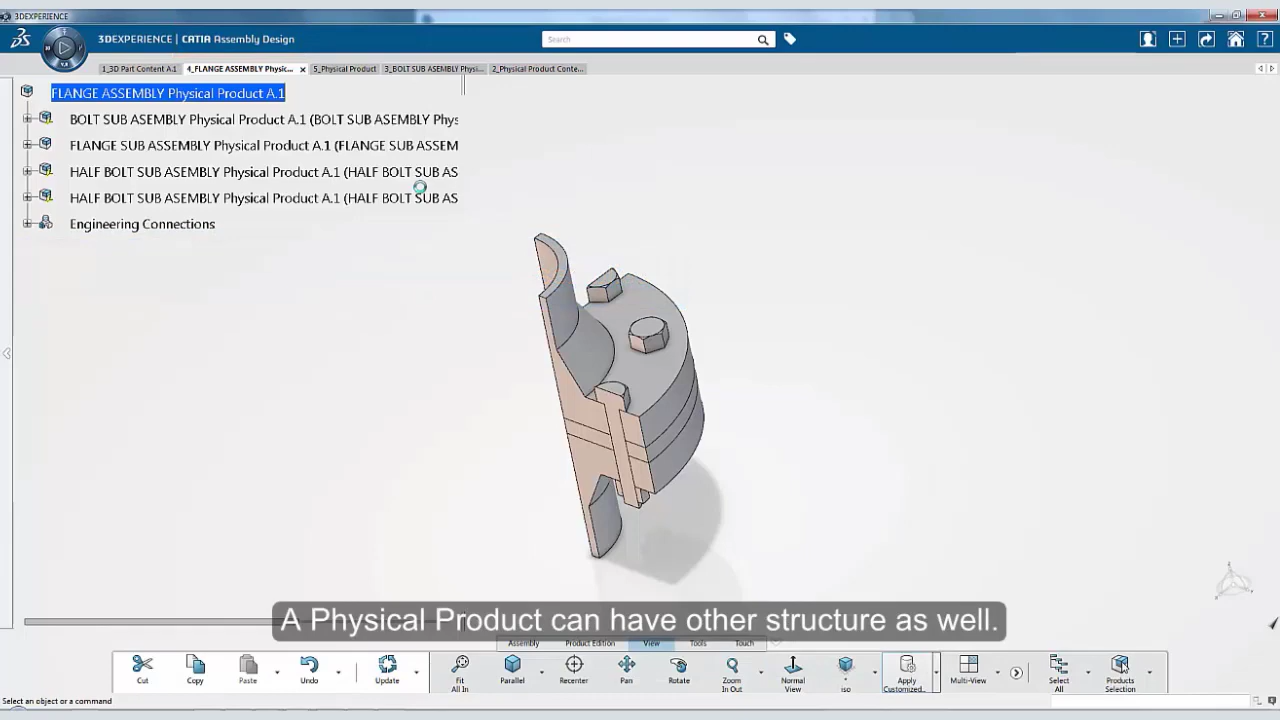 3DEXPERIENCE
3DEXPERIENCE | CATIA Assembly Design
Search
1_3D Part Content A.1
4_FLANGE ASSEMBLY Physic...
5_Physical Product
3_BOLT SUB ASEMBLY Physi...
2_Physical Product Conte...
FLANGE ASSEMBLY Physical Product A.1
BOLT SUB ASEMBLY Physical Product A.1 (BOLT SUB ASEMBLY Phys
FLANGE SUB ASSEMBLY Physical Product A.1 (FLANGE SUB ASSEM
HALF BOLT SUB ASEMBLY Physical Product A.1 (HALF BOLT SUB AS
HALF BOLT SUB ASEMBLY Physical Product A.1 (HALF BOLT SUB AS
Engineering Connections
A Physical Product can have other structure as well.
Assembly
Product Edition
View
Tools
Touch
Cut
Copy
Paste
Undo
Update
Fit
All In
Parallel
Recenter
Pan
Rotate
Zoom
In Out
Normal
View
iso
Apply
Customized...
Multi-View
Select
All
Products
Selection
Select an object or a command